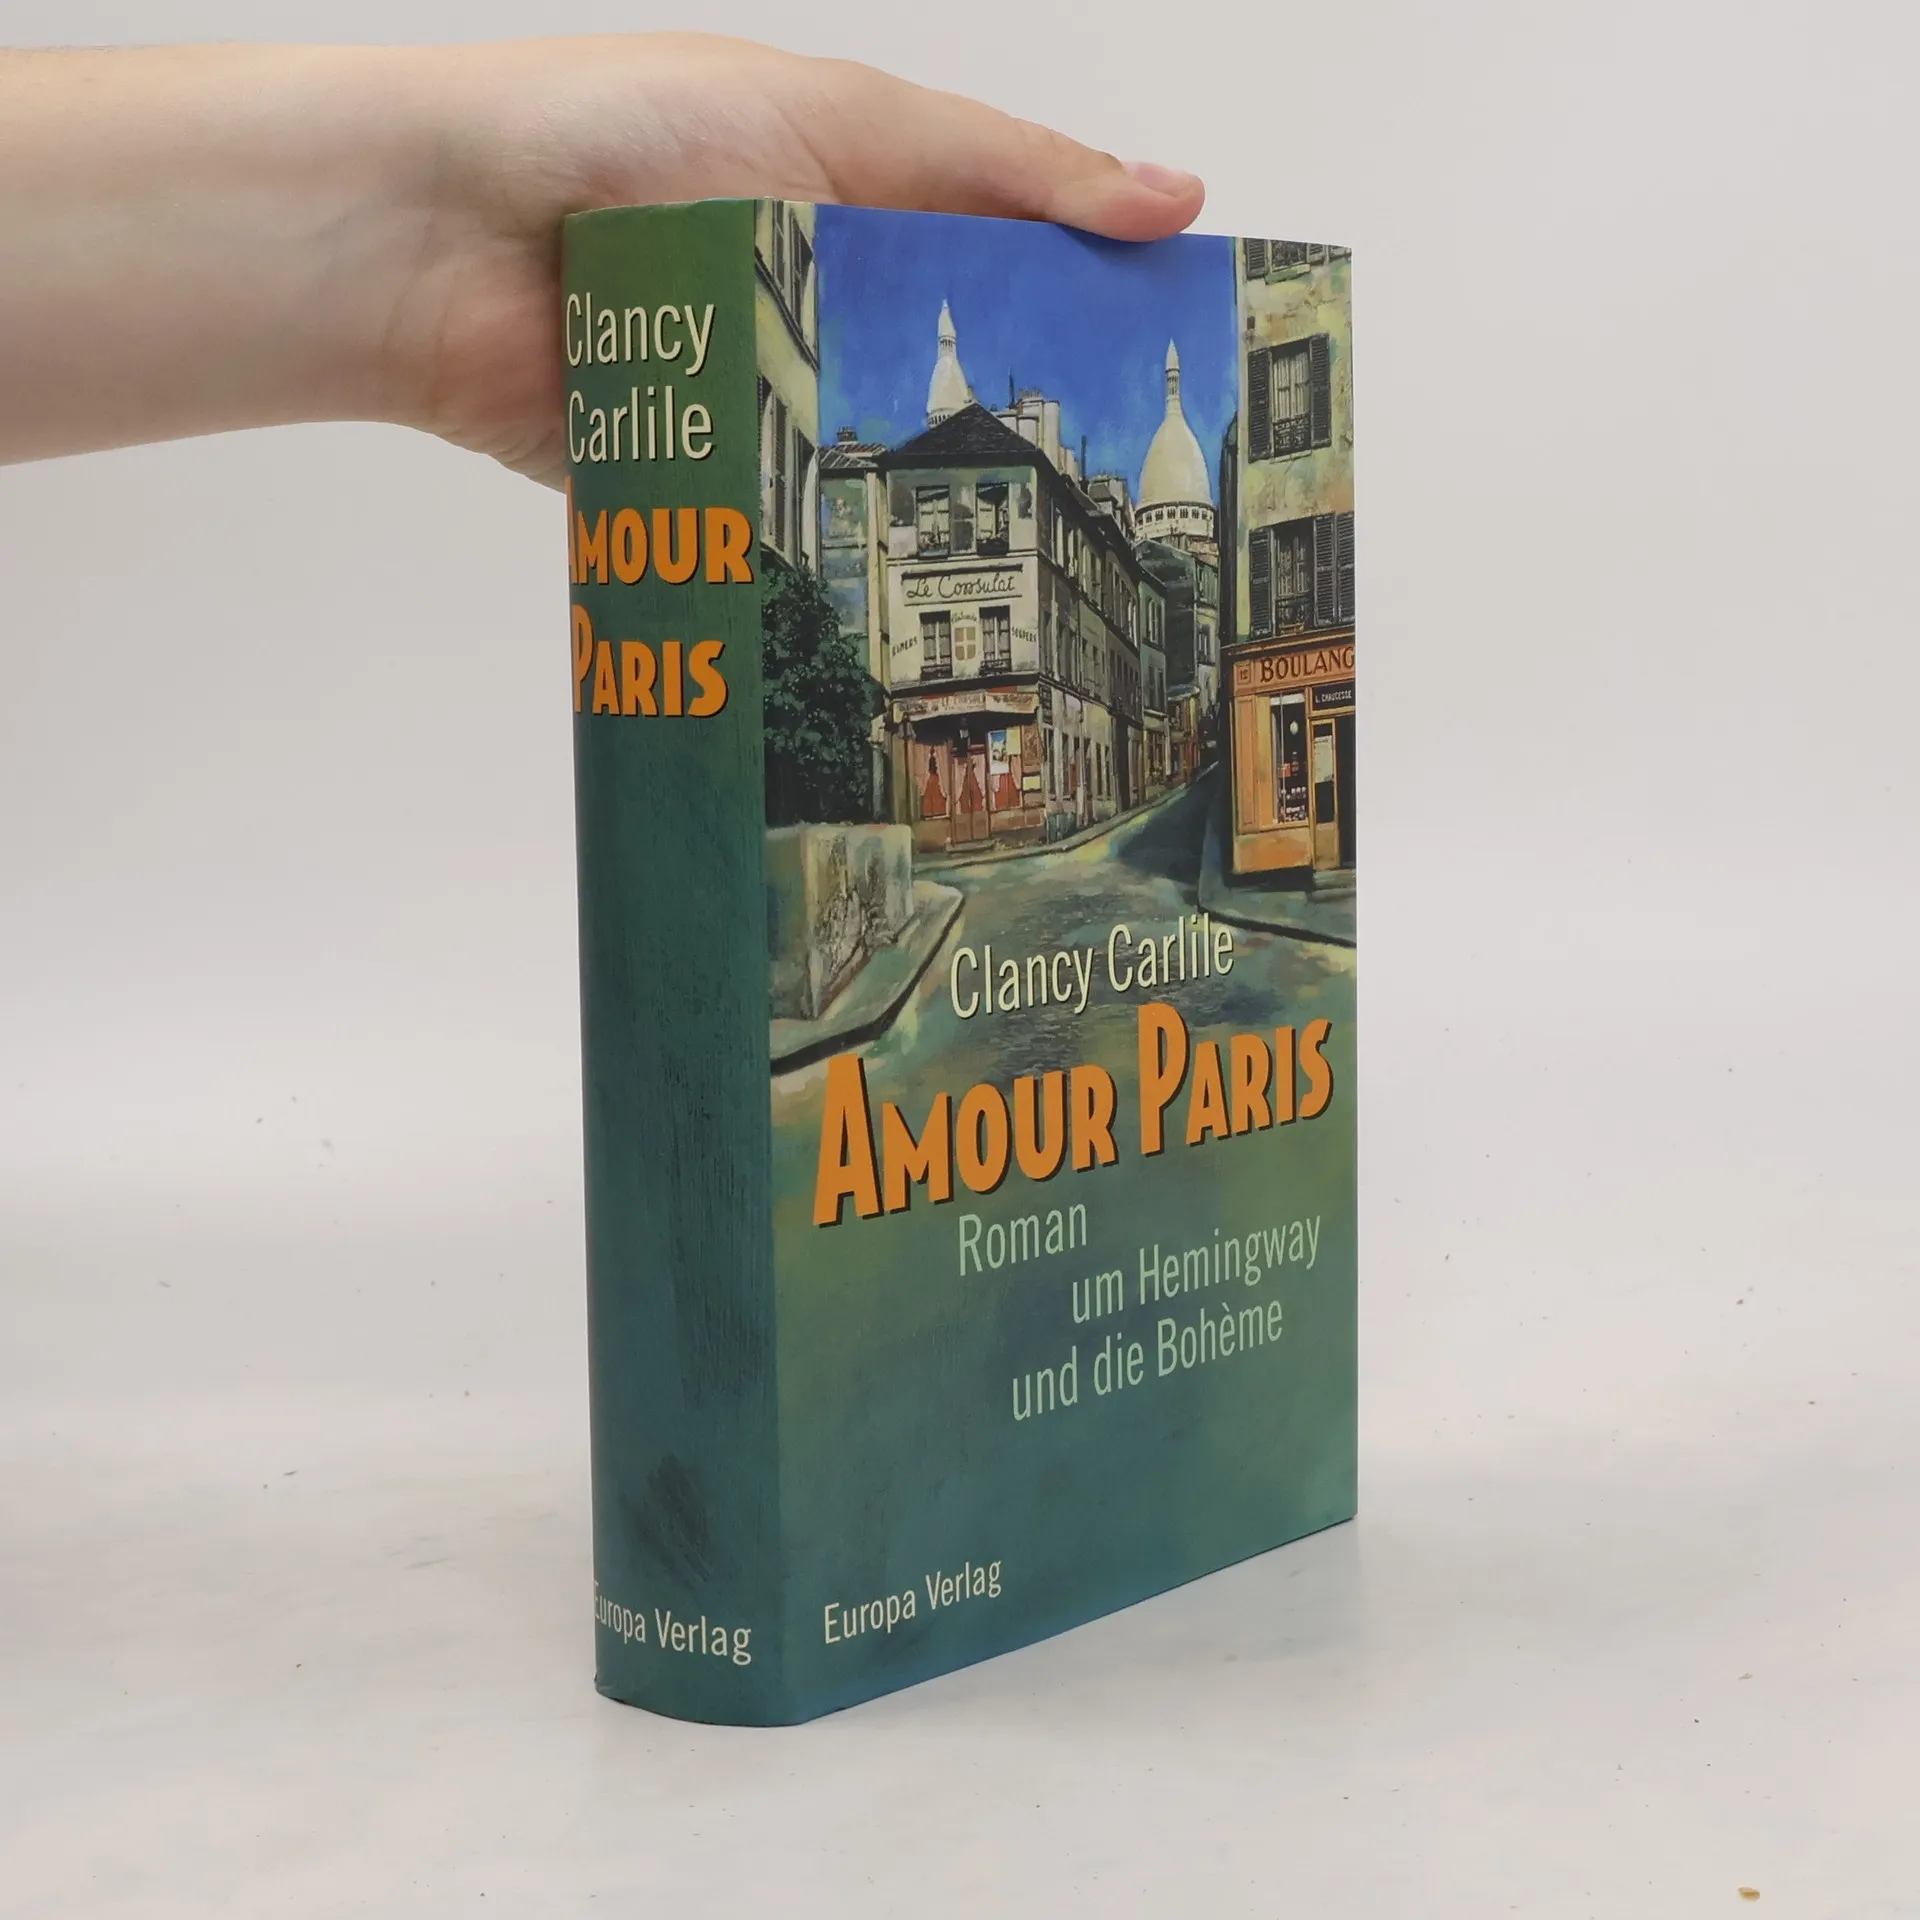 Clancy
Carlile
AMOUR
PARIS
Europa Verlag
Le Consulat
BOULANG
Clancy Carlile
AMOUR PARIS
Roman
um Hemingway
und die Bohème
Europa Verlag